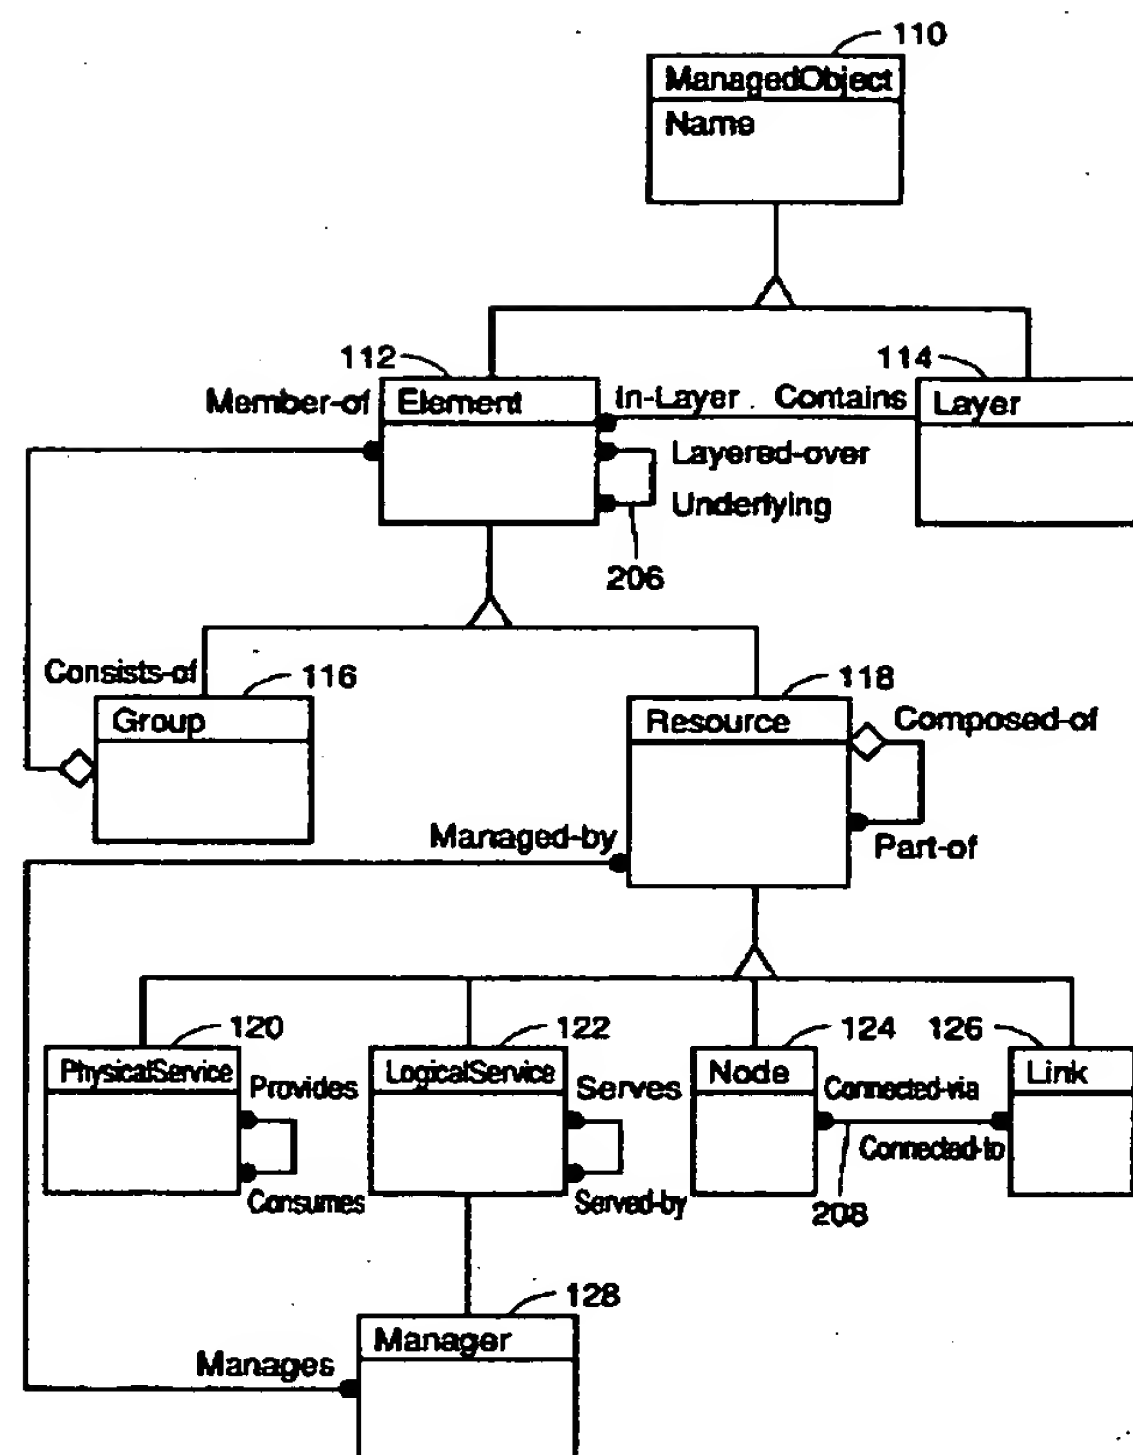 110
ManagedObject
Name
112
114
Member-of
Element
In-Layer
Contains
Layer
Layered-over
Underlying
206
Consists-of
116
118
Group
Resource
Composed-of
Managed-by
Part-of
120
122
124
126
PhysicalService
Provides
LogicalService
Serves
Node
Connected-via
Link
Connected-to
Consumes
Served-by
208
128
Manager
Manages